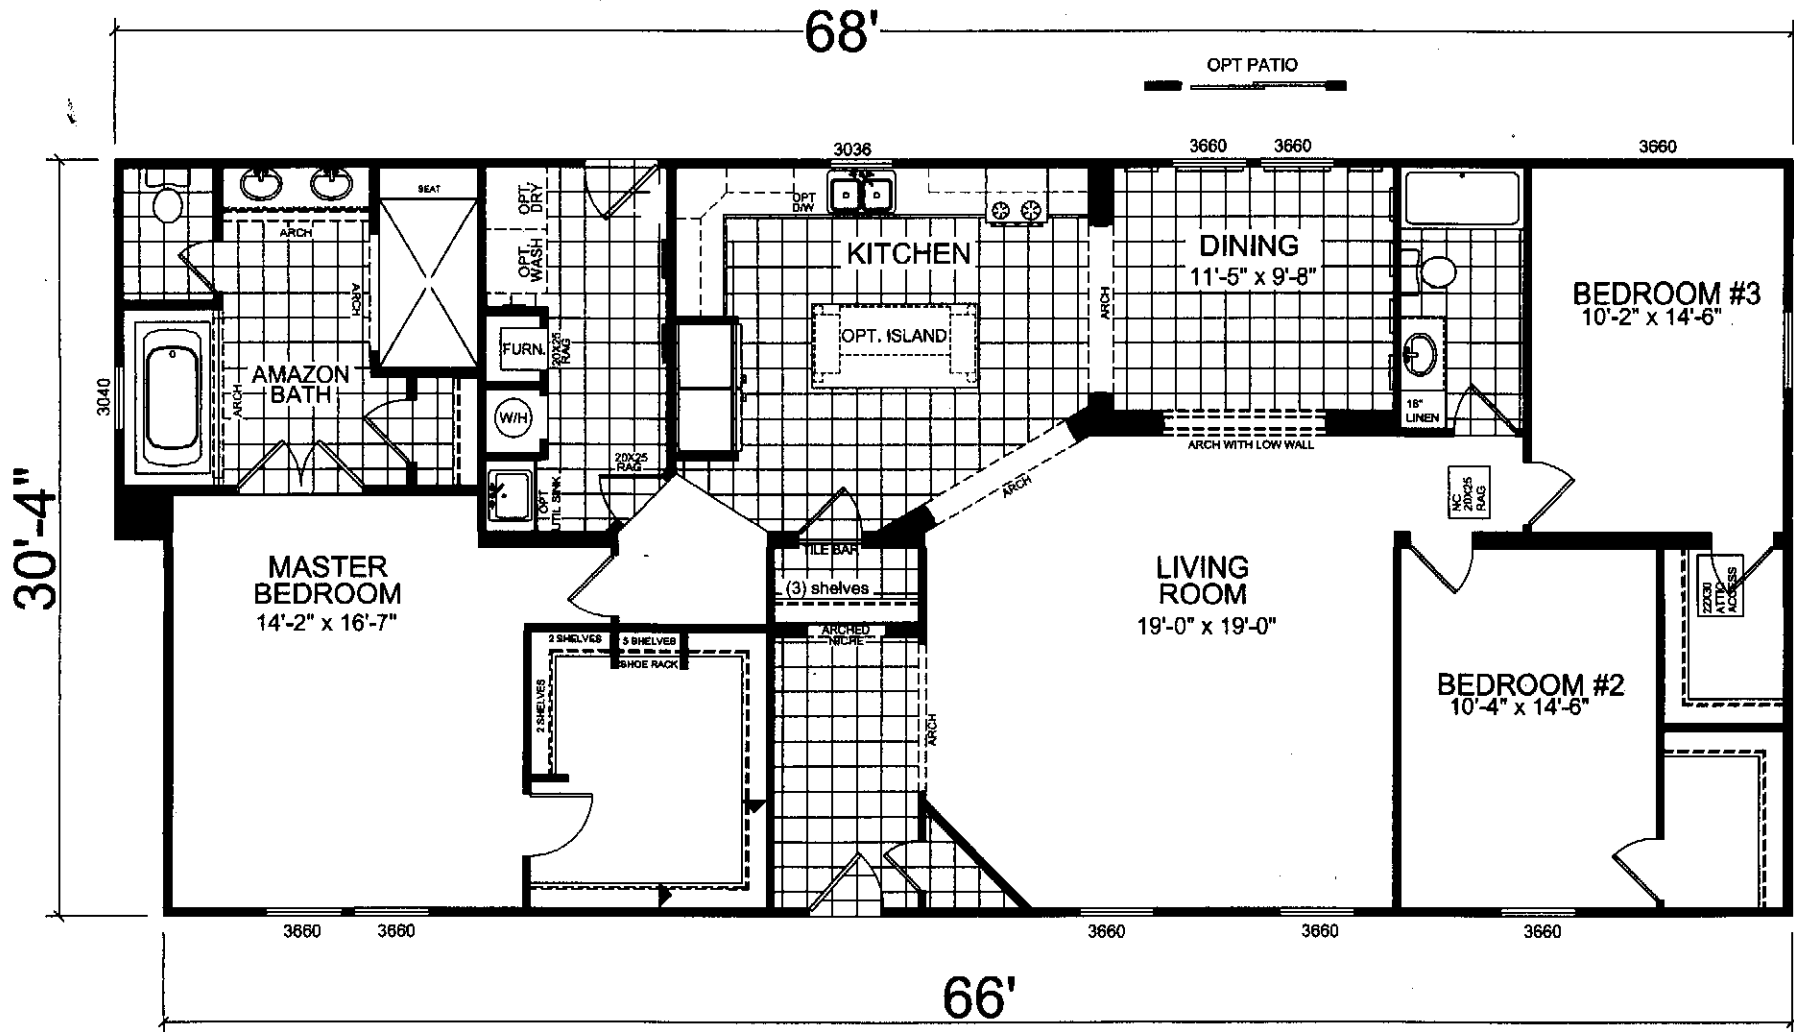 68'
OPT PATIO
3036
3660
3660
3660
SEAT
ARCH
ARCH
OPT.
DRY
OPT.
WASH
OPT
D/W
KITCHEN
DINING
11'-5" x 9'-8"
BEDROOM #3
10'-2" x 14'-6"
OPT. ISLAND
ARCH
FURN.
20X25
RAG
3040
AMAZON
BATH
ARCH
W/H
18"
LINEN
ARCH WITH LOW WALL
20X25
RAG
OPT
UTIL SINK
ARCH
NC
20X25
RAG
30'-4"
MASTER
BEDROOM
14'-2" x 16'-7"
TILE BAR
(3) shelves
LIVING
ROOM
19'-0" x 19'-0"
22X30
ATTIC
ACCESS
ARCHED
NICHE
2 SHELVES
5 SHELVES
SHOE RACK
2 SHELVES
ARCH
BEDROOM #2
10'-4" x 14'-6"
3660
3660
3660
3660
3660
66'